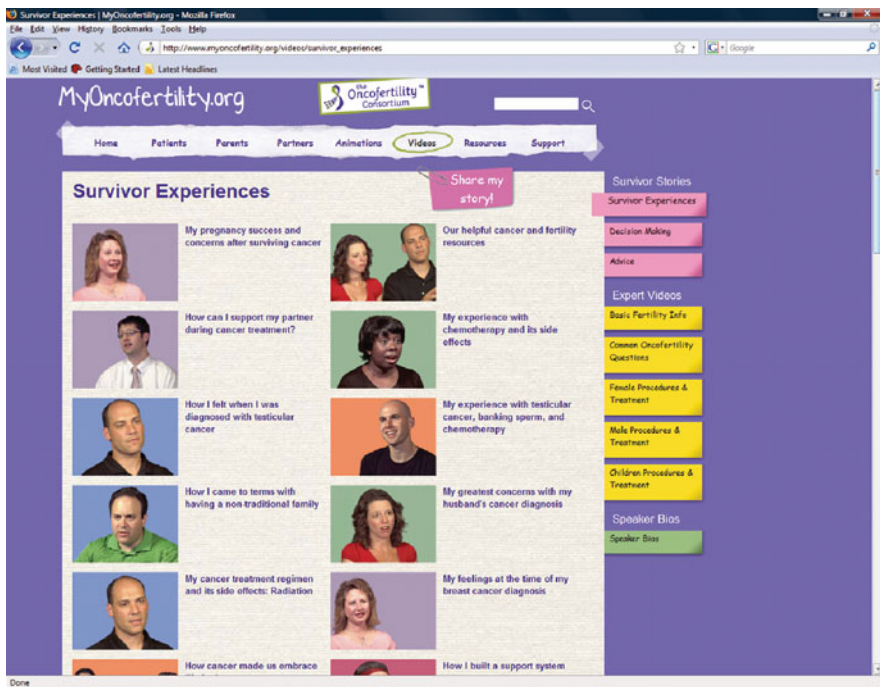 Survivor Experiences | MyOncofertility.org - Mozilla Firefox
File Edit View History Bookmarks Tools Help
http://www.myoncofertility.org/videos/survivor_experiences
Google
Most Visited Getting Started Latest Headlines
MyOncofertility.org
the
Oncofertility™
Consortium
Home Patients Parents Partners Animations Videos Resources Support
Share my
story!
Survivor Experiences
My pregnancy success and
concerns after surviving cancer
Our helpful cancer and fertility
resources
How can I support my partner
during cancer treatment?
My experience with
chemotherapy and its side
effects
How I felt when I was
diagnosed with testicular
cancer
My experience with testicular
cancer, banking sperm, and
chemotherapy
How I came to terms with
having a non-traditional family
My greatest concerns with my
husband's cancer diagnosis
My cancer treatment regimen
and its side effects: Radiation
My feelings at the time of my
breast cancer diagnosis
How cancer made us embrace
How I built a support system
Survivor Stories
Survivor Experiences
Decision Making
Advice
Expert Videos
Basic Fertility Info
Common Oncofertility
Questions
Female Procedures &
Treatment
Male Procedures &
Treatment
Children Procedures &
Treatment
Speaker Bios
Speaker Bios
Done